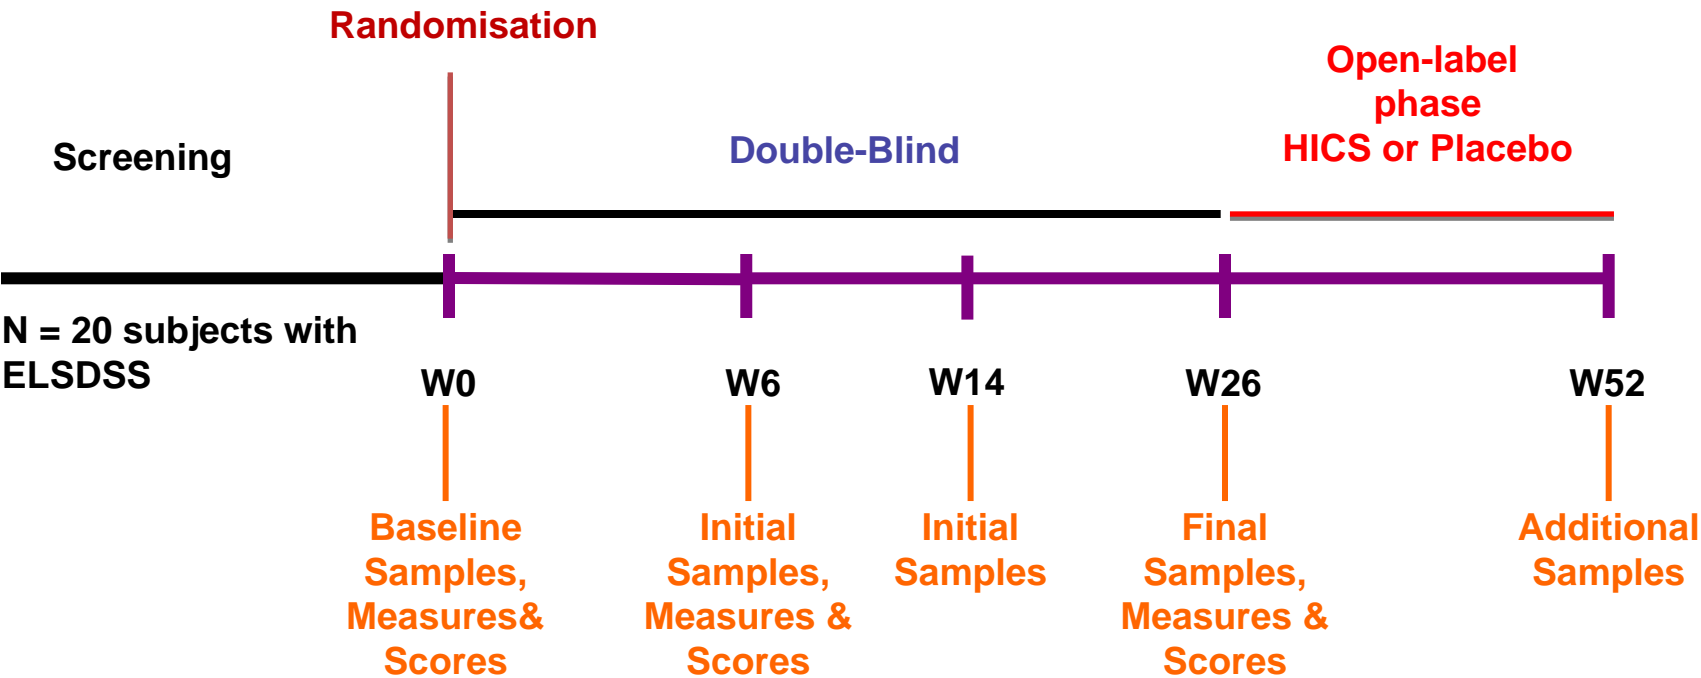 Randomisation
Open-label
phase
HICS or Placebo
Screening
Double-Blind
N = 20 subjects with
ELSDSS
W0
W6
W14
W26
W52
Baseline
Samples,
Measures&
Scores
Initial
Samples,
Measures &
Scores
Initial
Samples
Final
Samples,
Measures &
Scores
Additional
Samples